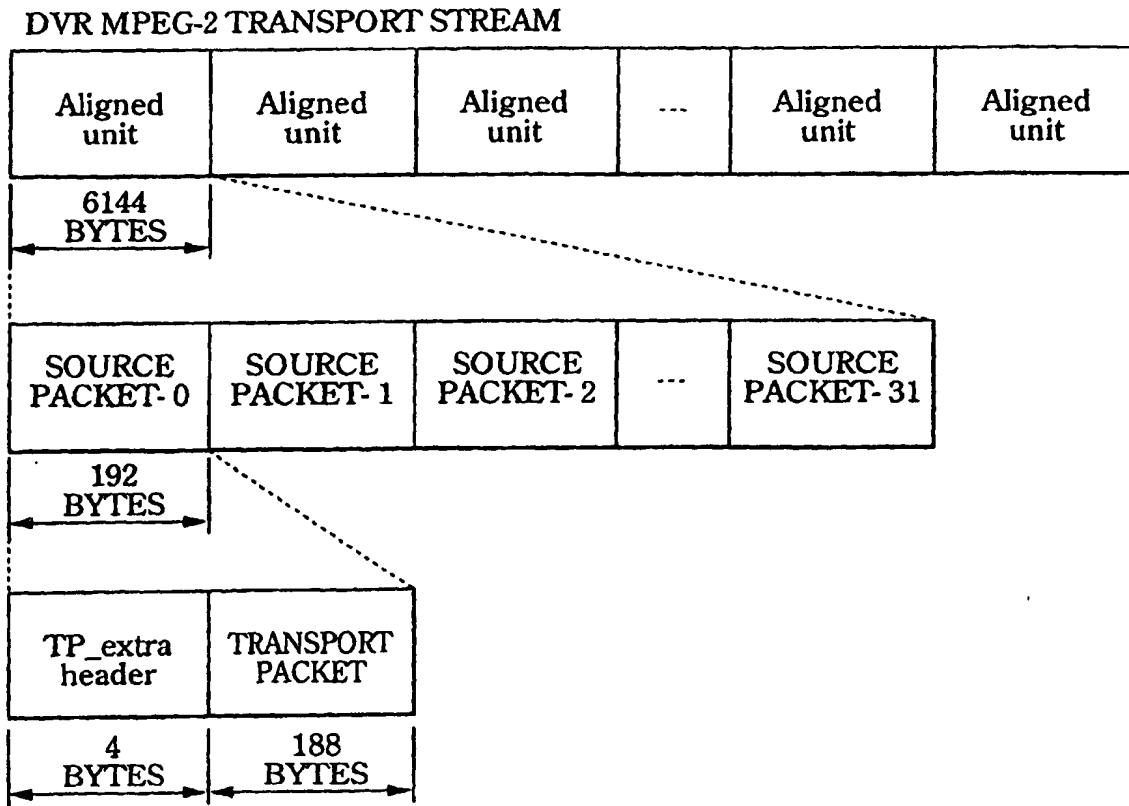 DVR MPEG-2 TRANSPORT STREAM
Aligned unit
Aligned unit
Aligned unit
---
Aligned unit
Aligned unit
6144 BYTES
SOURCE PACKET- 0
SOURCE PACKET- 1
SOURCE PACKET- 2
---
SOURCE PACKET- 31
192 BYTES
TP_extra header
TRANSPORT PACKET
4 BYTES
188 BYTES